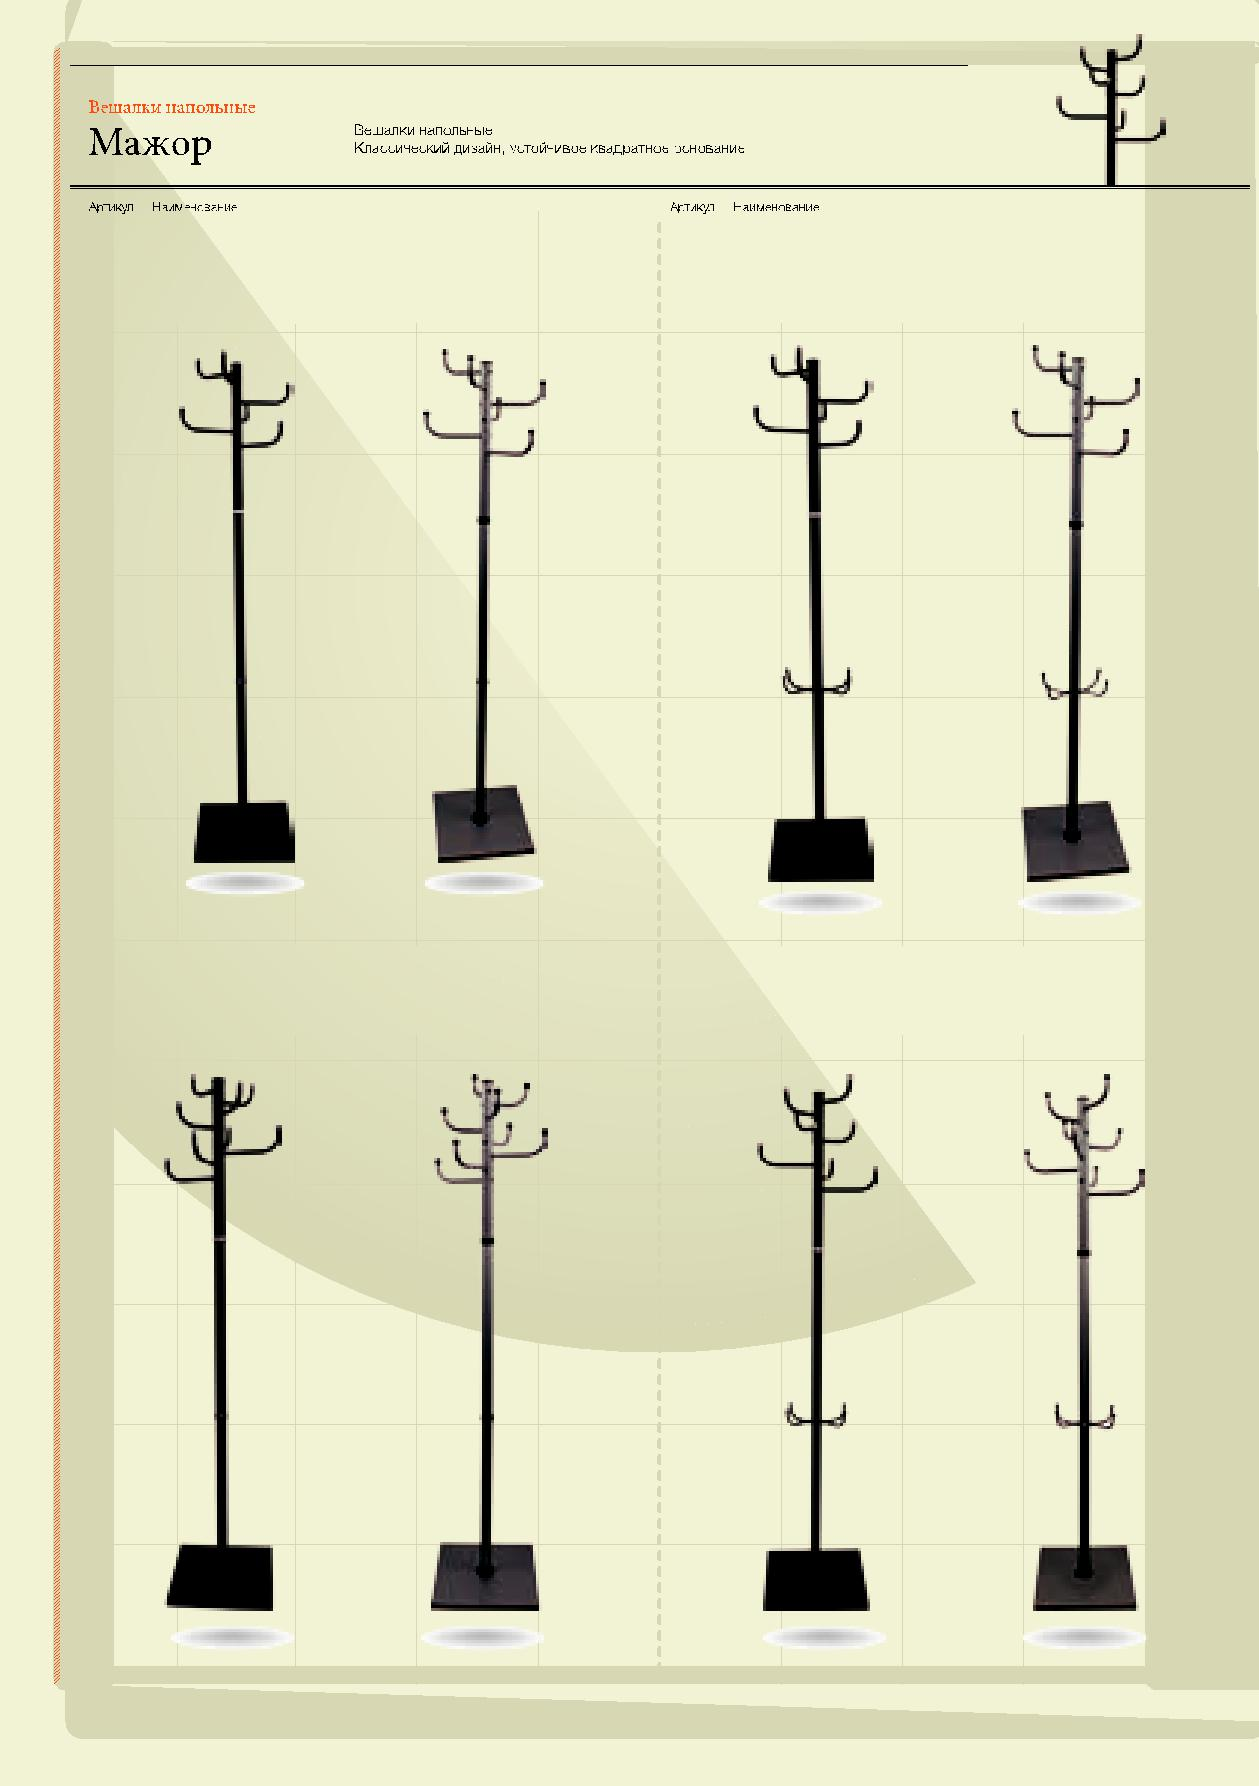 Вешалки напольные
Мажор
Вешалки напольные
Классический дизайн, устойчивое квадратное основание
Артикул Наименование
Артикул Наименование